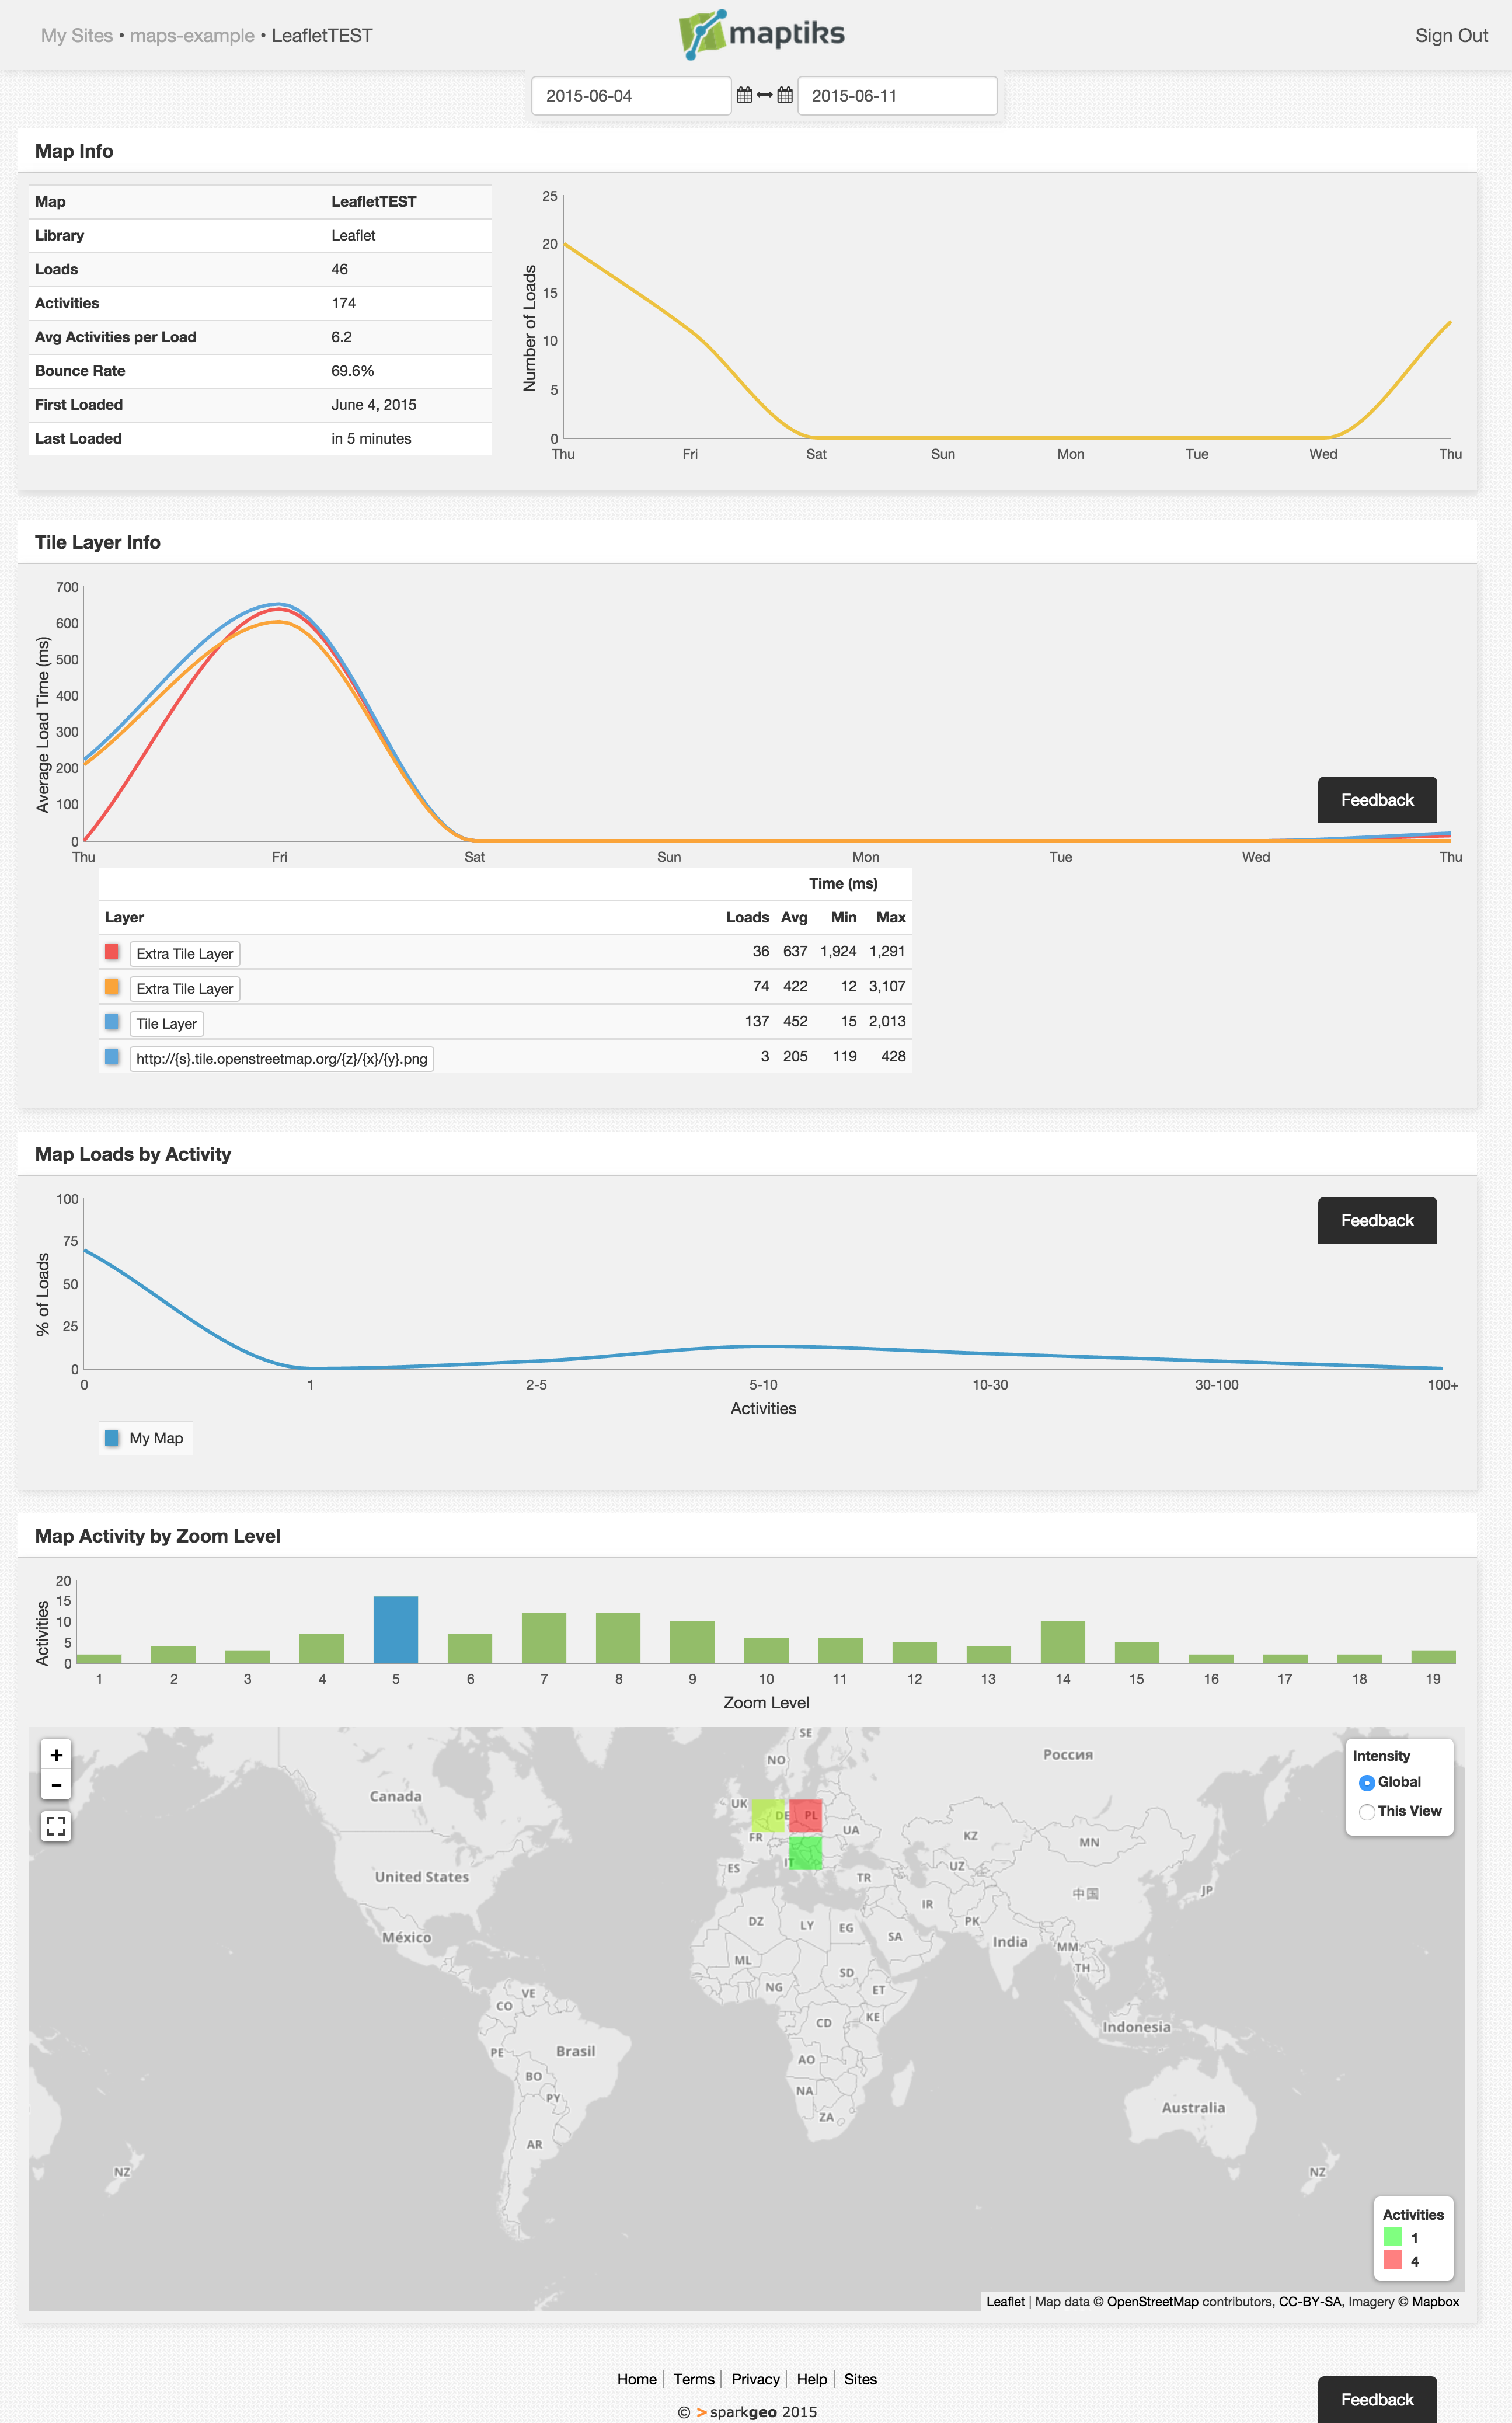 My Sites • maps-example • LeafletTEST
maptiks
Sign Out
2015-06-04
2015-06-11
Map Info
Map LeafletTEST
Library Leaflet
Loads 46
Activities 174
Avg Activities per Load 6.2
Bounce Rate 69.6%
First Loaded June 4, 2015
Last Loaded in 5 minutes
Number of Loads
25
20
15
10
5
0
Thu Fri Sat Sun Mon Tue Wed Thu
Tile Layer Info
Average Load Time (ms)
700
600
500
400
300
200
100
0
Feedback
Thu Fri Sat Sun Mon Tue Wed Thu
Time (ms)
Layer Loads Avg Min Max
Extra Tile Layer 36 637 1,924 1,291
Extra Tile Layer 74 422 12 3,107
Tile Layer 137 452 15 2,013
http://{s}.tile.openstreetmap.org/{z}/{x}/{y}.png 3 205 119 428
Map Loads by Activity
% of Loads
100
75
50
25
0
Feedback
0 1 2-5 5-10 10-30 30-100 100+
Activities
My Map
Map Activity by Zoom Level
Activities
20
15
10
5
0
1 2 3 4 5 6 7 8 9 10 11 12 13 14 15 16 17 18 19
Zoom Level
+
−
Intensity
Global
This View
SE
NO
Россия
Canada
UK
DE
PL
FR
UA
KZ
MN
IT
ES
UZ
TR
United States
中国
JP
IR
PK
DZ
LY
EG
SA
México
India
MM
TH
ML
SD
NG
ET
VE
CO
CD
KE
Indonesia
PE
Brasil
AO
BO
NA
PY
ZA
Australia
AR
NZ
NZ
Activities
1
4
Leaflet | Map data © OpenStreetMap contributors, CC-BY-SA, Imagery © Mapbox
Home | Terms | Privacy | Help | Sites
© > sparkgeo 2015
Feedback